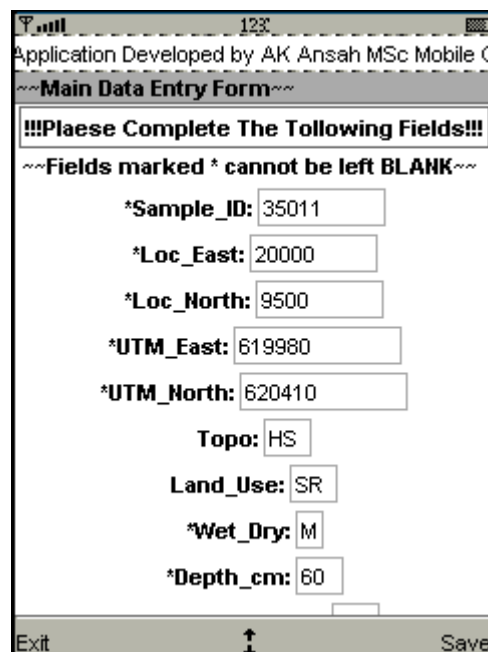 123
Application Developed by AK Ansah MSc Mobile
~~Main Data Entry Form~~
!!!Plaese Complete The Tollowing Fields!!!
~~Fields marked * cannot be left BLANK~~
*Sample_ID: 35011
*Loc_East: 20000
*Loc_North: 9500
*UTM_East: 619980
*UTM_North: 620410
Topo: HS
Land_Use: SR
*Wet_Dry: M
*Depth_cm: 60
Exit Save